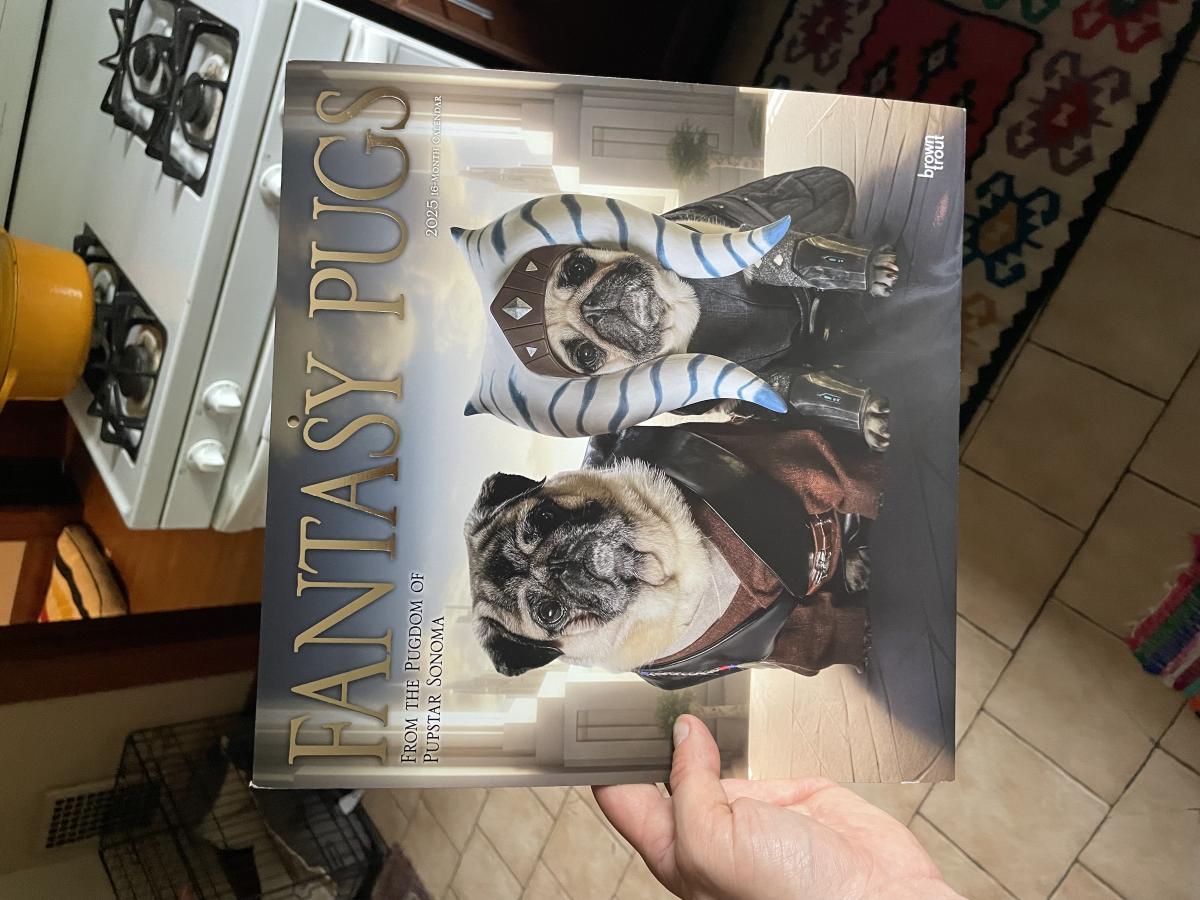 FANTASY PUGS
2025 16-MONTH CALENDAR
FROM THE PUGDOM OF
PUPSTAR SONOMA
brown
trout